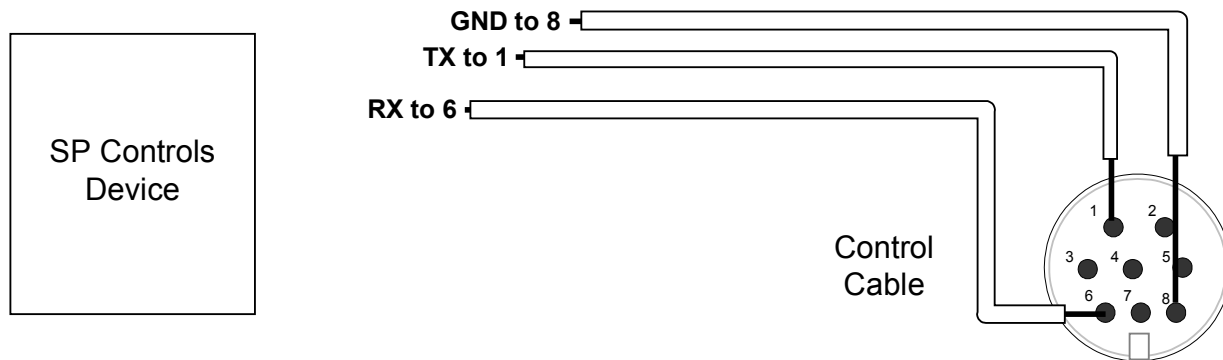 GND to 8
TX to 1
RX to 6
SP Controls
Device
Control
Cable
1 2
3 4 5
6 7 8